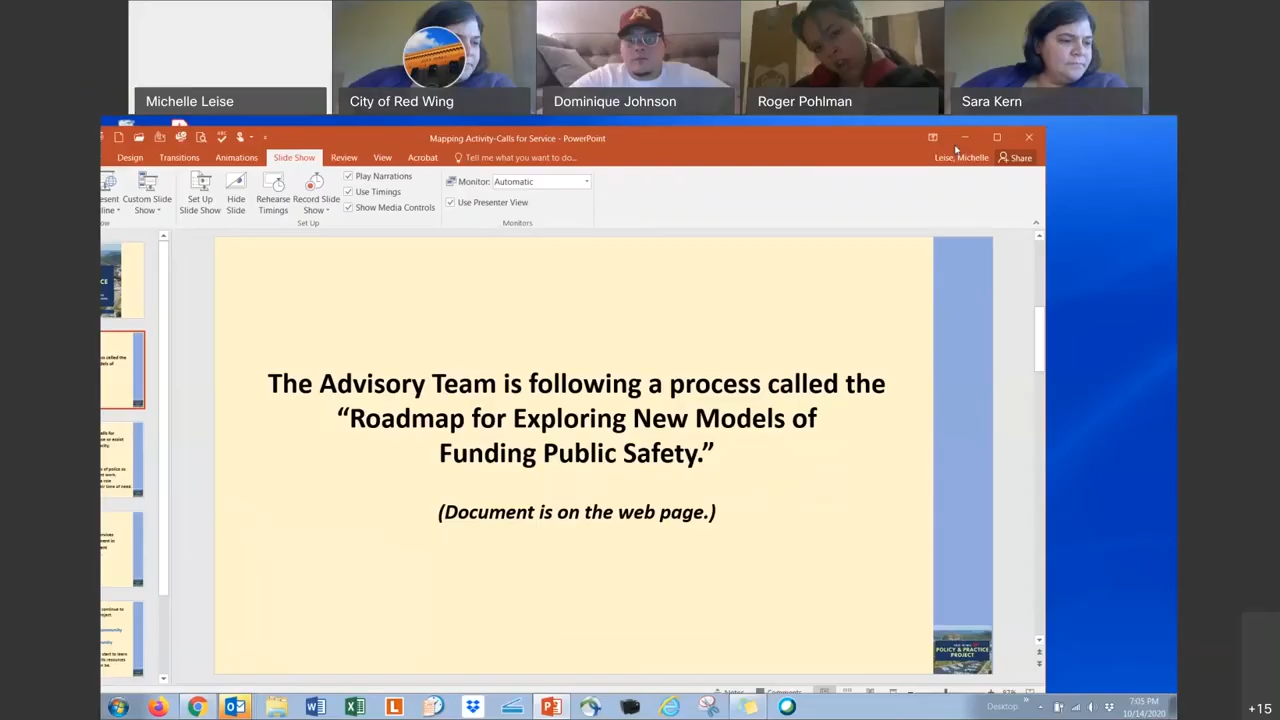 Michelle Leise
City of Red Wing
Dominique Johnson
Roger Pohlman
Sara Kern
Mapping Activity-Calls for Service - PowerPoint
Design Transitions Animations Slide Show Review View Acrobat Tell me what you want to do...
Leise, Michelle Share
Custom Slide Show
Set Up Slide Show
Hide Slide
Rehearse Timings
Record Slide Show
Play Narrations
Use Timings
Show Media Controls
Set Up
Monitor: Automatic
Use Presenter View
Monitors
The Advisory Team is following a process called the
“Roadmap for Exploring New Models of
Funding Public Safety.”
(Document is on the web page.)
POLICY & PRACTICE
PROJECT
Desktop
7:05 PM
10/14/2020
+15